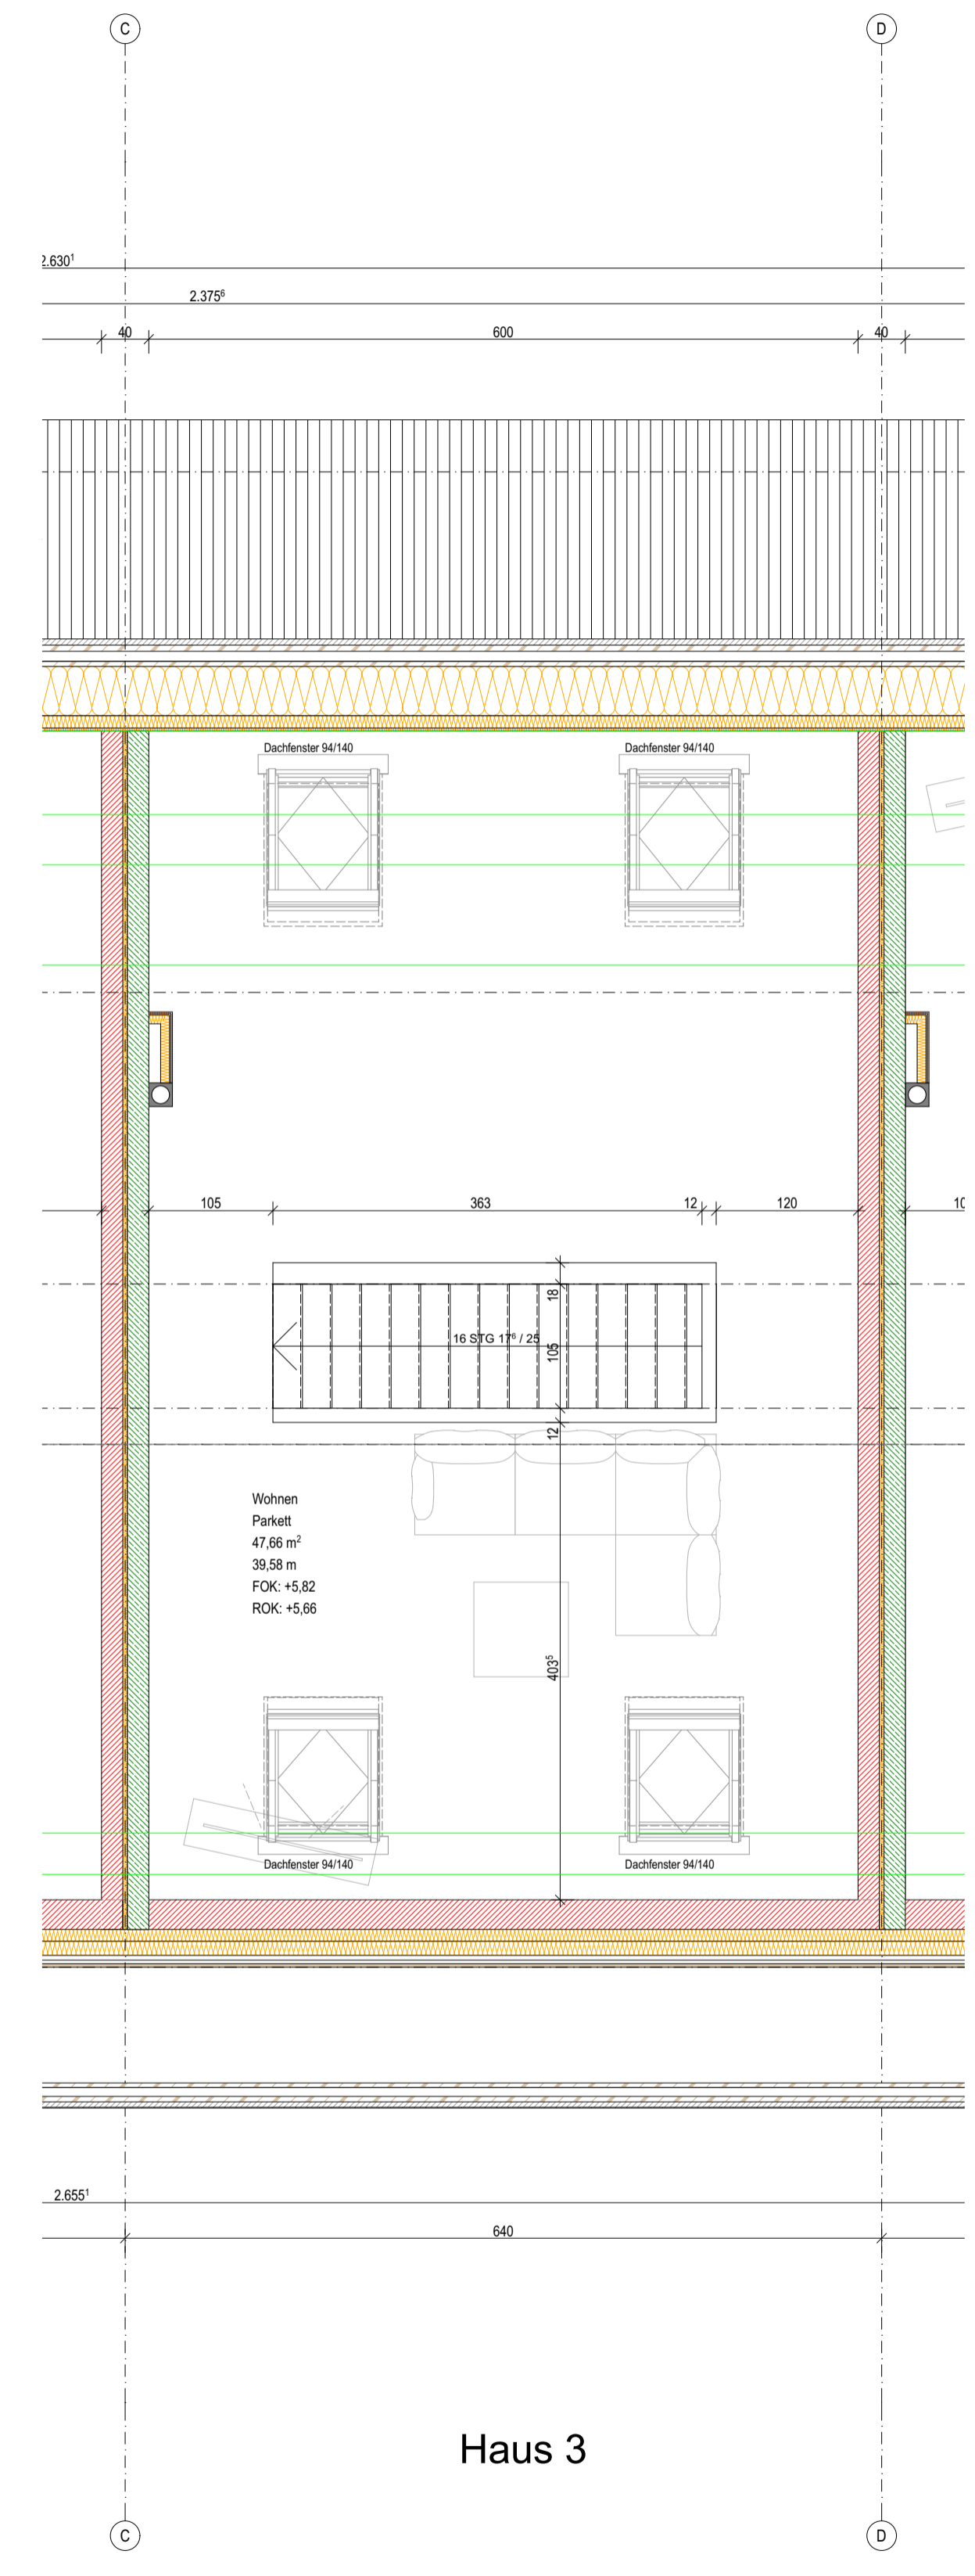 C D
2.630¹
2.375⁶
40 600 40
Dachfenster 94/140 Dachfenster 94/140
105 363 12 120 10
18
16 STG 17⁶ / 25
105
12
Wohnen
Parkett
47,66 m²
39,58 m
FOK: +5,82
ROK: +5,66
403⁵
Dachfenster 94/140 Dachfenster 94/140
2.655¹
640
Haus 3
C D